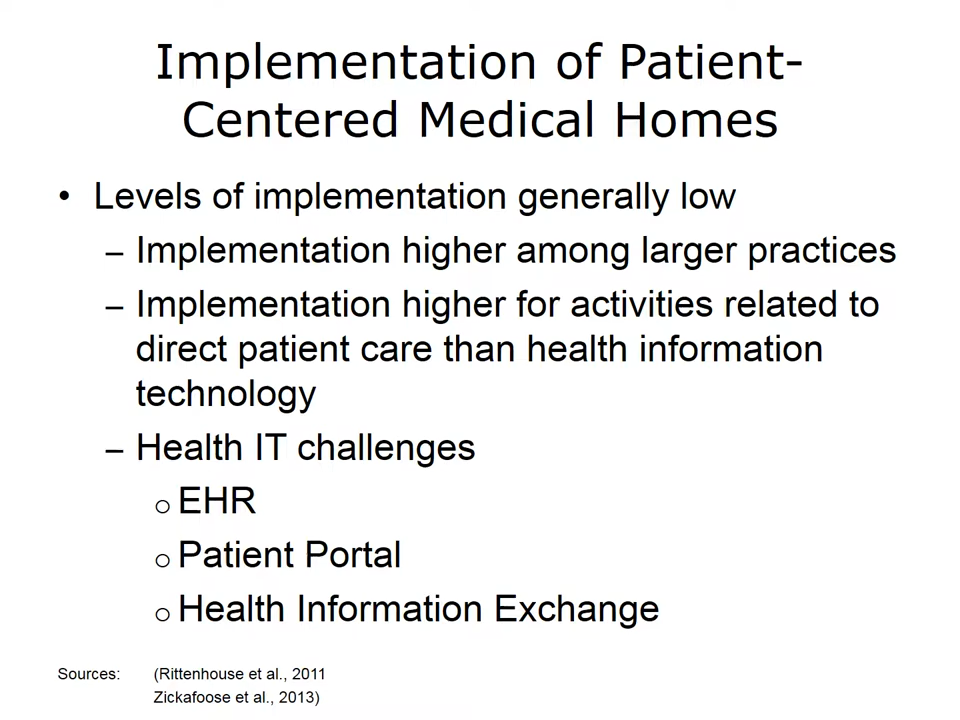 Implementation of Patient-
Centered Medical Homes
• Levels of implementation generally low
– Implementation higher among larger practices
– Implementation higher for activities related to
direct patient care than health information
technology
– Health IT challenges
o EHR
o Patient Portal
o Health Information Exchange
Sources: (Rittenhouse et al., 2011
Zickafoose et al., 2013)